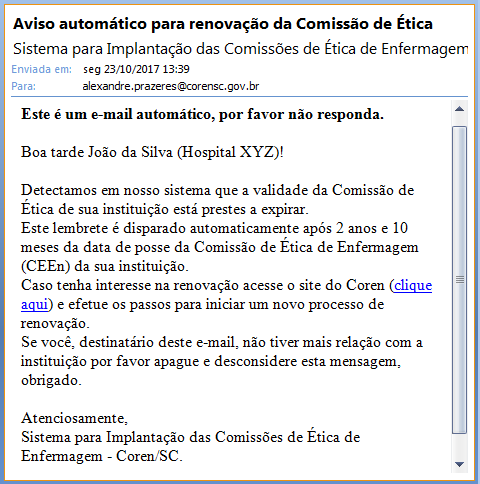 Aviso automático para renovação da Comissão de Ética
Sistema para Implantação das Comissões de Ética de Enfermagem
Enviada em: seg 23/10/2017 13:39
Para: alexandre.prazeres@corensc.gov.br
Este é um e-mail automático, por favor não responda.
Boa tarde João da Silva (Hospital XYZ)!
Detectamos em nosso sistema que a validade da Comissão de
Ética de sua instituição está prestes a expirar.
Este lembrete é disparado automaticamente após 2 anos e 10
meses da data de posse da Comissão de Ética de Enfermagem
(CEEn) da sua instituição.
Caso tenha interesse na renovação acesse o site do Coren (clique
aqui) e efetue os passos para iniciar um novo processo de
renovação.
Se você, destinatário deste e-mail, não tiver mais relação com a
instituição por favor apague e desconsidere esta mensagem,
obrigado.
Atenciosamente,
Sistema para Implantação das Comissões de Ética de
Enfermagem - Coren/SC.